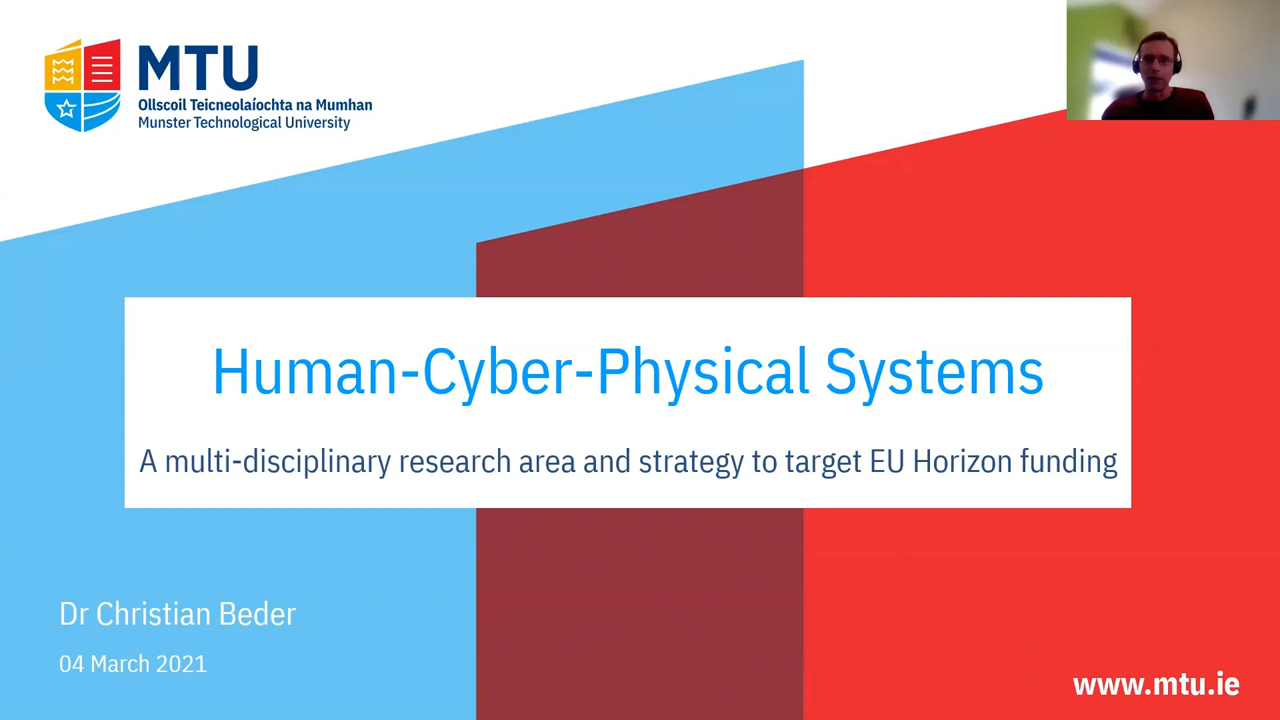 MTU
Ollscoil Teicneolaíochta na Mumhan
Munster Technological University
Human-Cyber-Physical Systems
A multi-disciplinary research area and strategy to target EU Horizon funding
Dr Christian Beder
04 March 2021
www.mtu.ie